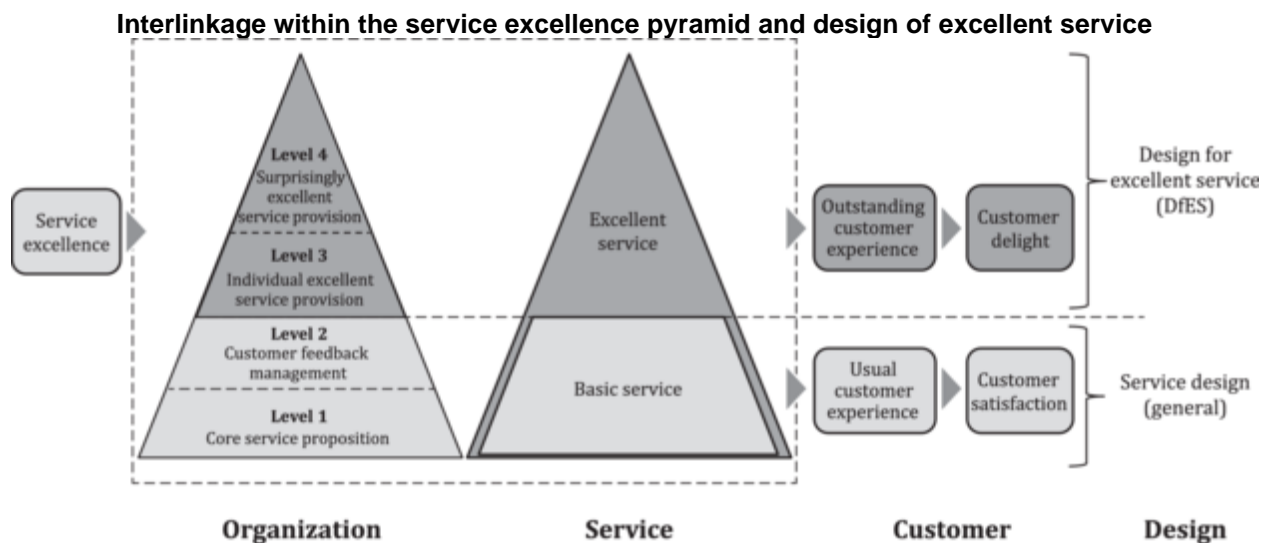 Interlinkage within the service excellence pyramid and design of excellent service
Service
excellence
Level 4
Surprisingly
excellent
service provision
Level 3
Individual excellent
service provision
Level 2
Customer feedback
management
Level 1
Core service proposition
Excellent
service
Basic service
Outstanding
customer
experience
Customer
delight
Usual
customer
experience
Customer
satisfaction
Design for
excellent service
(DfES)
Service design
(general)
Organization
Service
Customer
Design